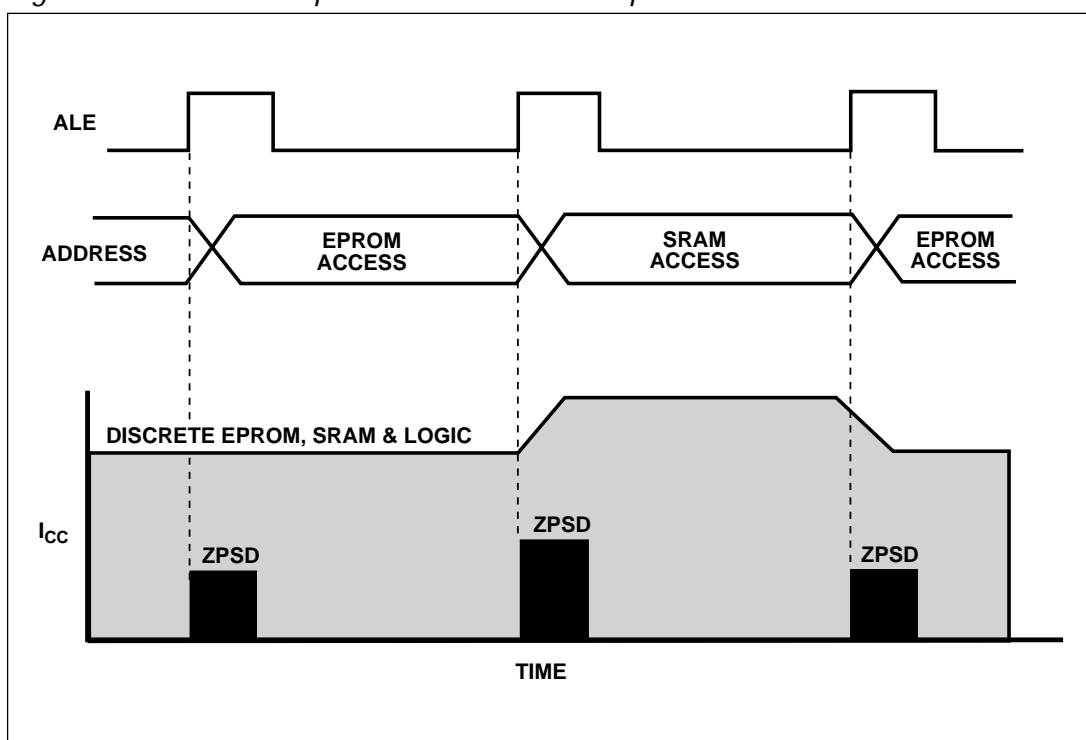 ALE
ADDRESS
EPROM
ACCESS
SRAM
ACCESS
EPROM
ACCESS
DISCRETE EPROM, SRAM & LOGIC
ICC
ZPSD
ZPSD
ZPSD
TIME